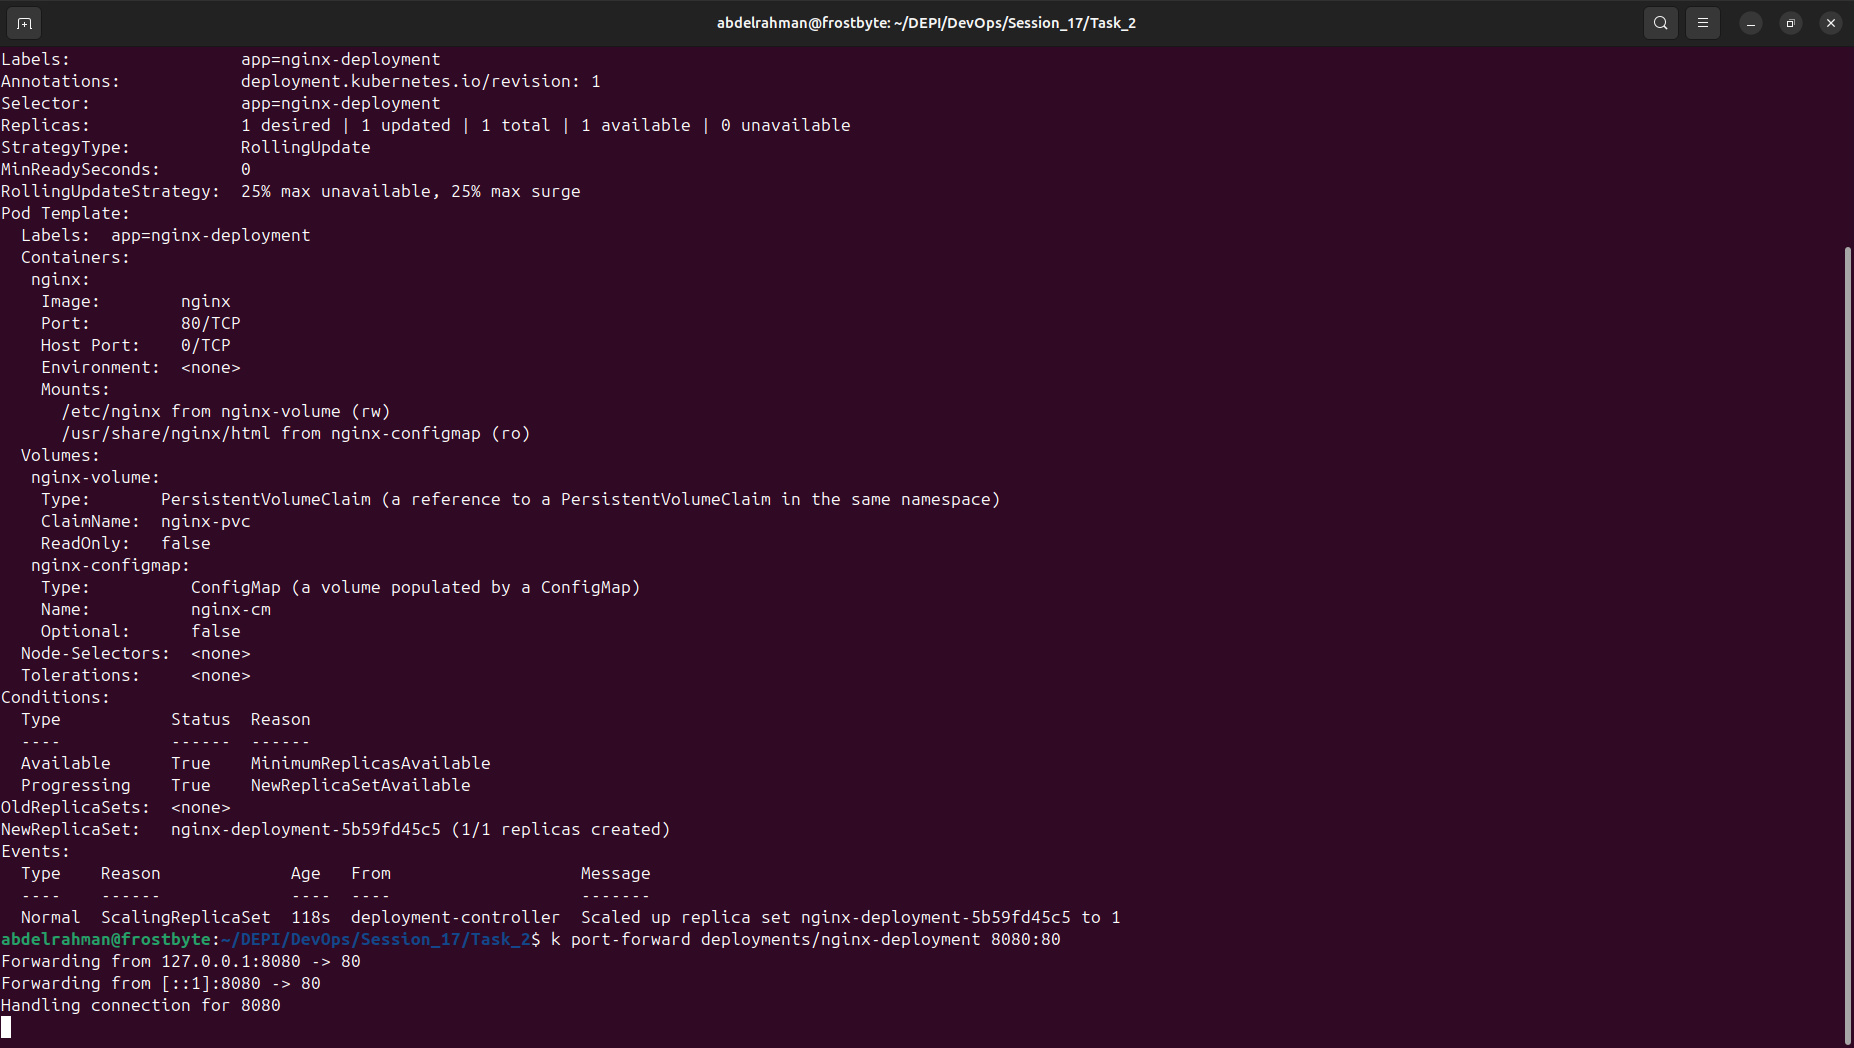 abdelrahman@frostbyte: ~/DEPI/DevOps/Session_17/Task_2
Labels:                 app=nginx-deployment
Annotations:            deployment.kubernetes.io/revision: 1
Selector:               app=nginx-deployment
Replicas:               1 desired | 1 updated | 1 total | 1 available | 0 unavailable
StrategyType:           RollingUpdate
MinReadySeconds:        0
RollingUpdateStrategy:  25% max unavailable, 25% max surge
Pod Template:
  Labels:  app=nginx-deployment
  Containers:
   nginx:
    Image:        nginx
    Port:         80/TCP
    Host Port:    0/TCP
    Environment:  <none>
    Mounts:
      /etc/nginx from nginx-volume (rw)
      /usr/share/nginx/html from nginx-configmap (ro)
  Volumes:
   nginx-volume:
    Type:       PersistentVolumeClaim (a reference to a PersistentVolumeClaim in the same namespace)
    ClaimName:  nginx-pvc
    ReadOnly:   false
   nginx-configmap:
    Type:          ConfigMap (a volume populated by a ConfigMap)
    Name:          nginx-cm
    Optional:      false
  Node-Selectors:  <none>
  Tolerations:     <none>
Conditions:
  Type           Status  Reason
  ----           ------  ------
  Available      True    MinimumReplicasAvailable
  Progressing    True    NewReplicaSetAvailable
OldReplicaSets:  <none>
NewReplicaSet:   nginx-deployment-5b59fd45c5 (1/1 replicas created)
Events:
  Type    Reason             Age   From                   Message
  ----    ------             ----  ----                   -------
  Normal  ScalingReplicaSet  118s  deployment-controller  Scaled up replica set nginx-deployment-5b59fd45c5 to 1
abdelrahman@frostbyte:~/DEPI/DevOps/Session_17/Task_2$ k port-forward deployments/nginx-deployment 8080:80
Forwarding from 127.0.0.1:8080 -> 80
Forwarding from [::1]:8080 -> 80
Handling connection for 8080